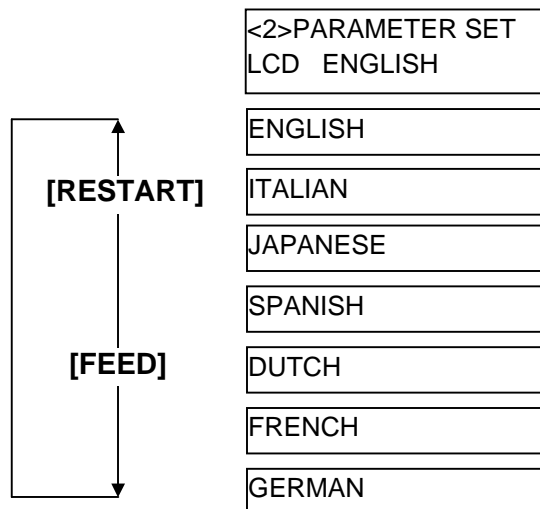 <2>PARAMETER SET
LCD ENGLISH
ENGLISH
[RESTART]
ITALIAN
JAPANESE
SPANISH
[FEED]
DUTCH
FRENCH
GERMAN